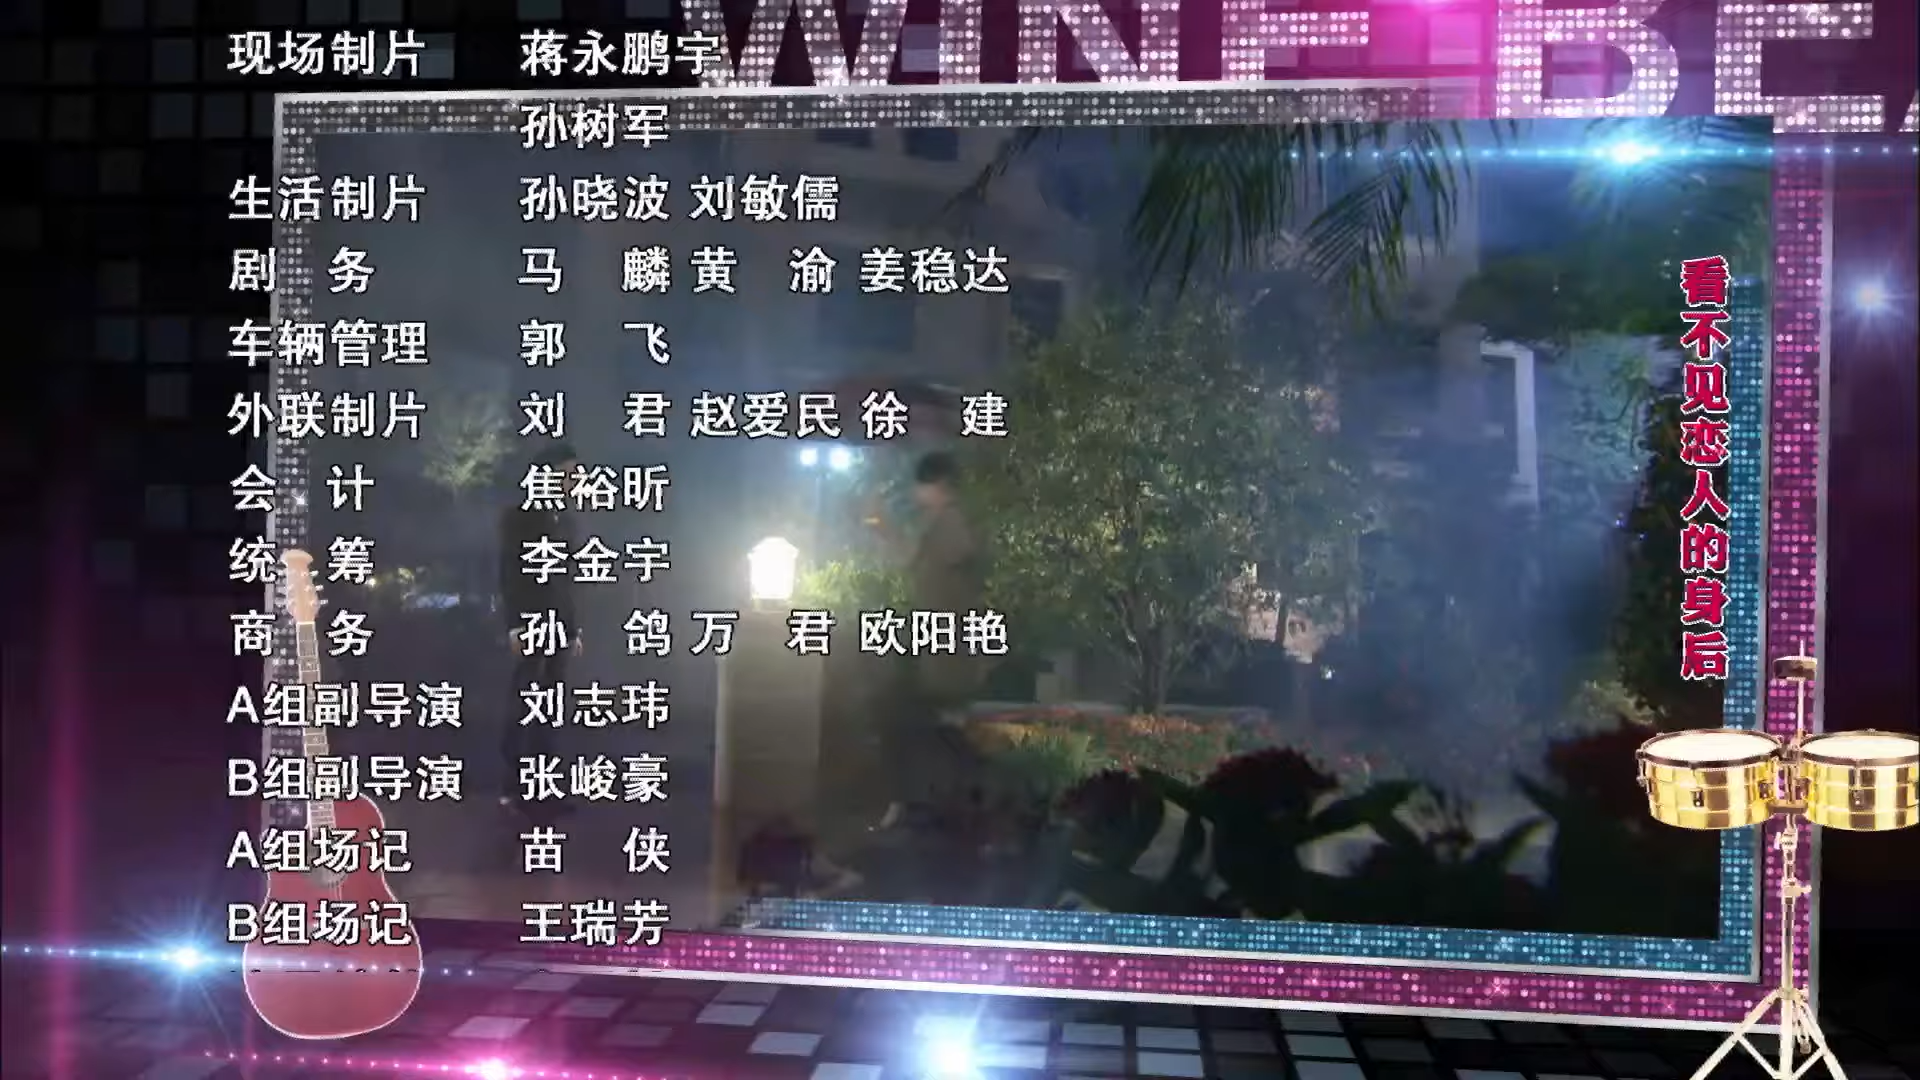 WINE BE
现场制片 蒋永鹏宇
孙树军
生活制片 孙晓波 刘敏儒
剧 务 马 麟 黄 渝 姜稳达
车辆管理 郭 飞
外联制片 刘 君 赵爱民 徐 建
会 计 焦裕昕
统 筹 李金宇
商 务 孙 鸽 万 君 欧阳艳
A组副导演 刘志玮
B组副导演 张峻豪
A组场记 苗 侠
B组场记 王瑞芳
看不见恋人的身后